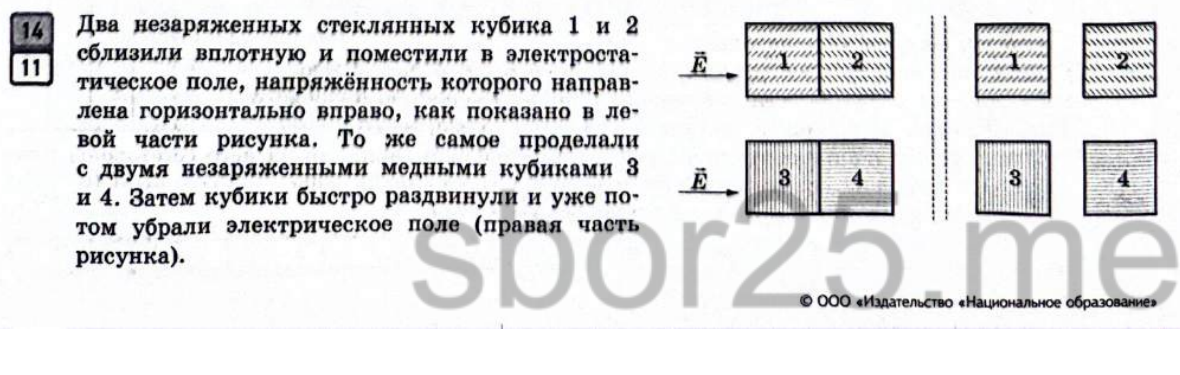 14
11
Два незаряженных стеклянных кубика 1 и 2
сблизили вплотную и поместили в электроста-
тическое поле, напряжённость которого направ-
лена горизонтально вправо, как показано в ле-
вой части рисунка. То же самое проделали
с двумя незаряженными медными кубиками 3
и 4. Затем кубики быстро раздвинули и уже по-
том убрали электрическое поле (правая часть
рисунка).
E 1 2 1 2
E 3 4 3 4
sbor25.me
© ООО «Издательство «Национальное образование»